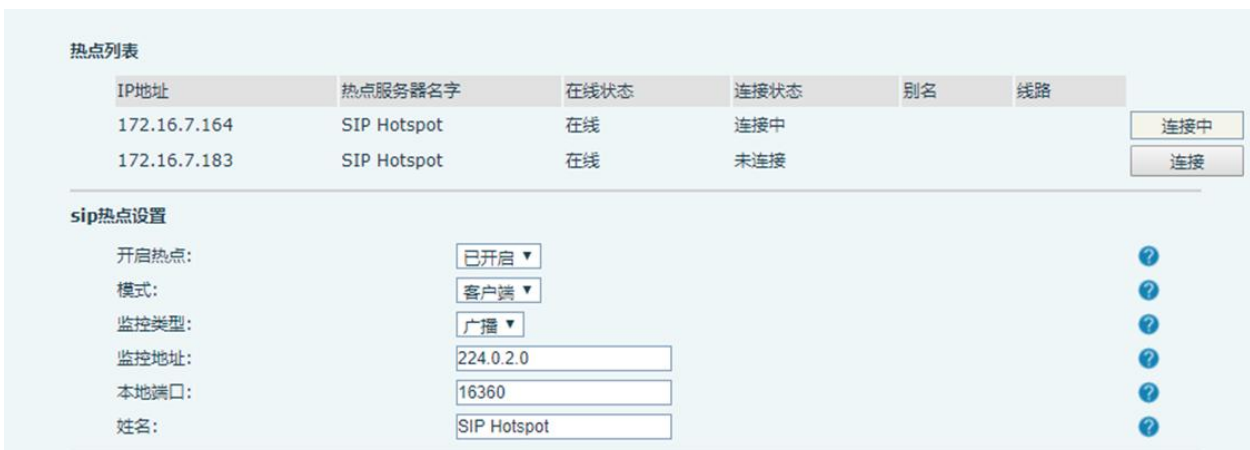 热点列表
IP地址 热点服务器名字 在线状态 连接状态 别名 线路
172.16.7.164 SIP Hotspot 在线 连接中 连接中
172.16.7.183 SIP Hotspot 在线 未连接 连接
sip热点设置
开启热点: 已开启 ?
模式: 客户端 ?
监控类型: 广播 ?
监控地址: 224.0.2.0 ?
本地端口: 16360 ?
姓名: SIP Hotspot ?